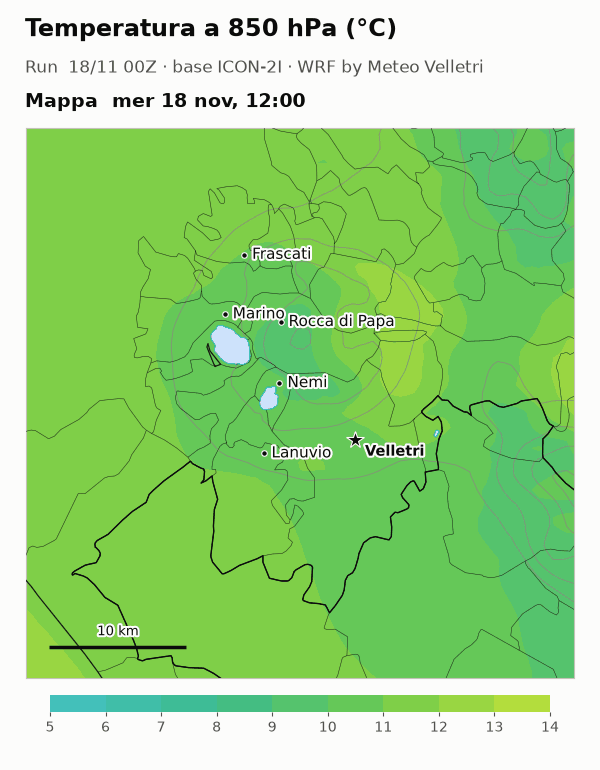 Temperatura a 850 hPa (°C)
Run 18/11 00Z · base ICON-2I · WRF by Meteo Velletri
Mappa mer 18 nov, 12:00
Frascati
Marino
Rocca di Papa
Nemi
Velletri
Lanuvio
10 km
5 6 7 8 9 10 11 12 13 14